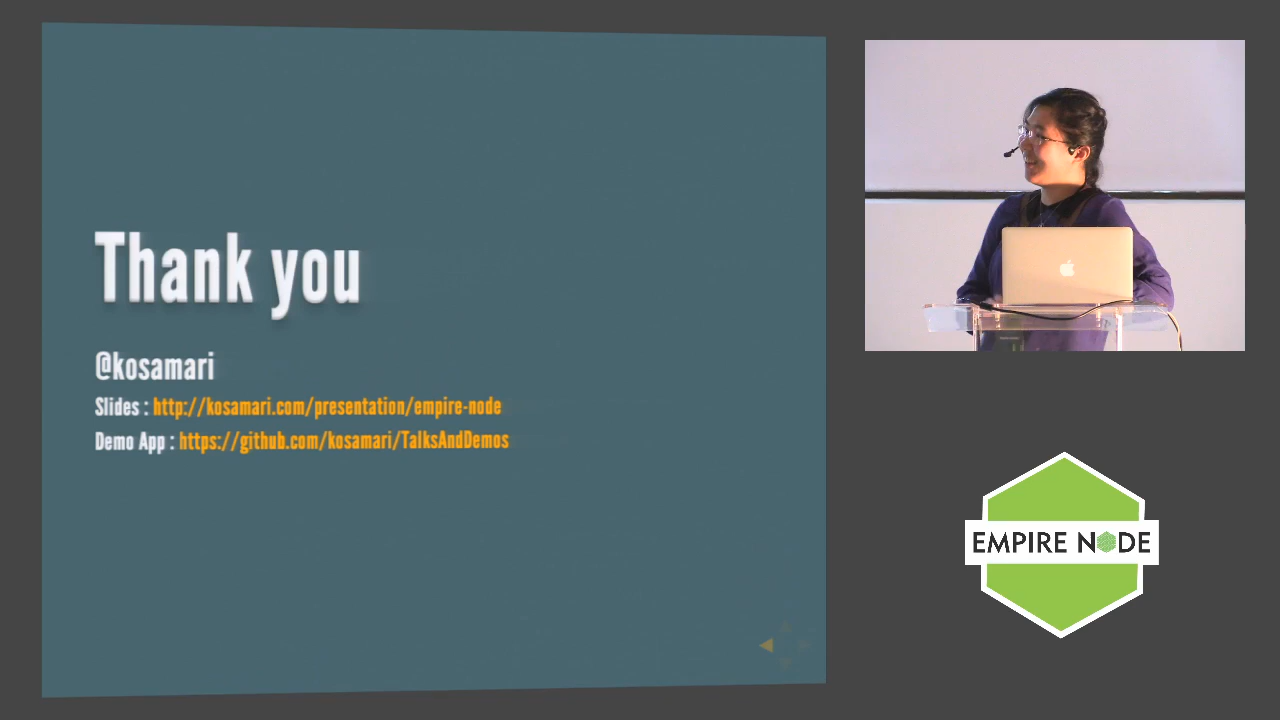 Thank you
@kosamari
Slides : http://kosamari.com/presentation/empire-node
Demo App : https://github.com/kosamari/TalksAndDemos
EMPIRE NODE